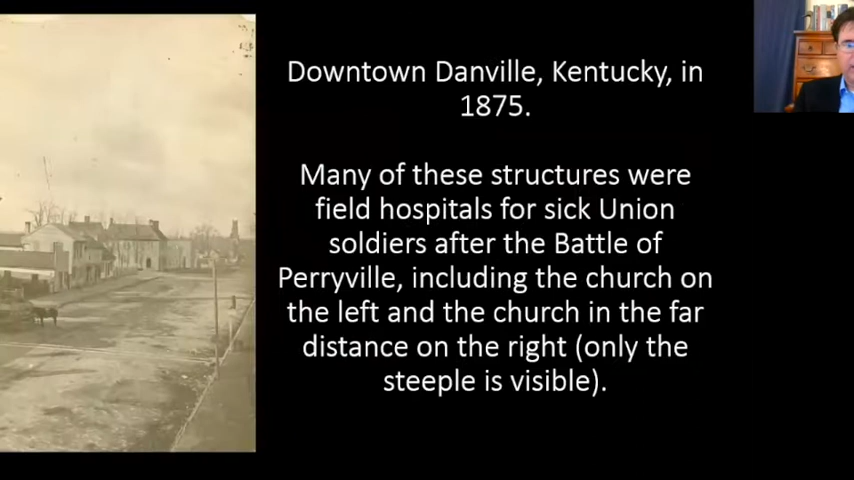 Downtown Danville, Kentucky, in
1875.
Many of these structures were
field hospitals for sick Union
soldiers after the Battle of
Perryville, including the church on
the left and the church in the far
distance on the right (only the
steeple is visible).